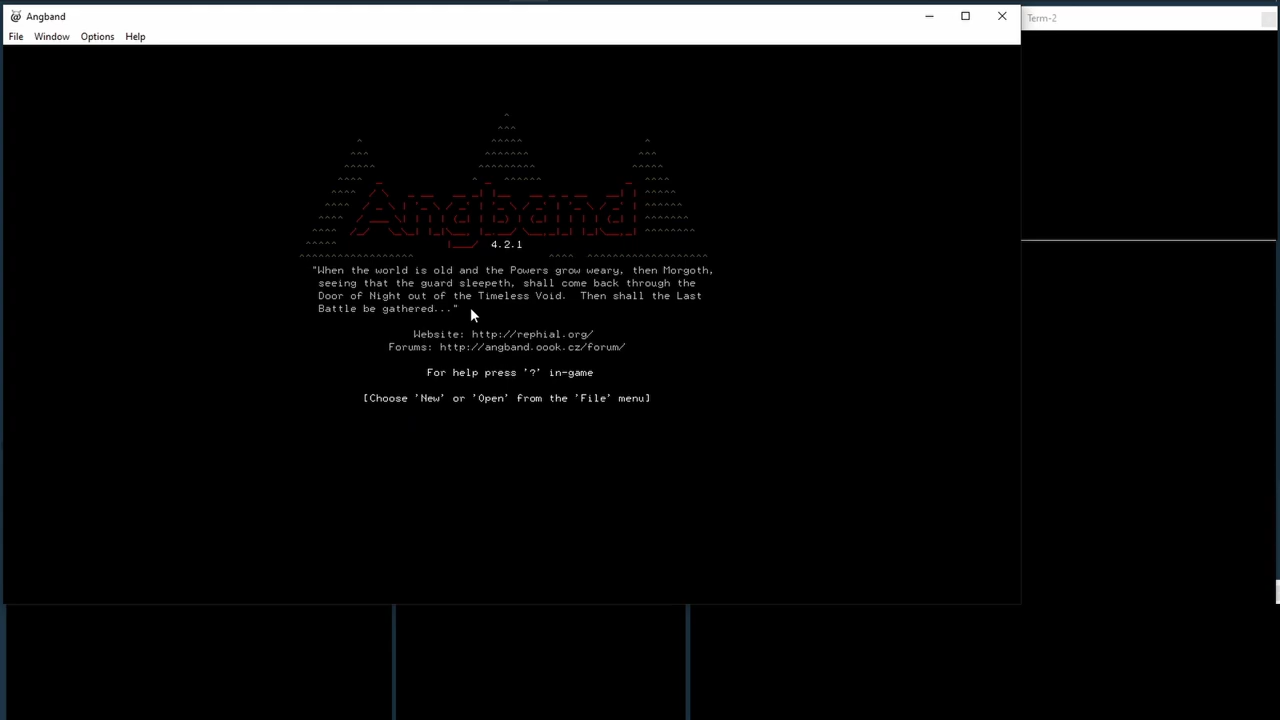 Angband
Term-2
File Window Options Help
Angband
4.2.1
"When the world is old and the Powers grow weary, then Morgoth,
seeing that the guard sleepeth, shall come back through the
Door of Night out of the Timeless Void. Then shall the Last
Battle be gathered..."
Website: http://rephial.org/
Forums: http://angband.oook.cz/forum/
For help press '?' in-game
[Choose 'New' or 'Open' from the 'File' menu]